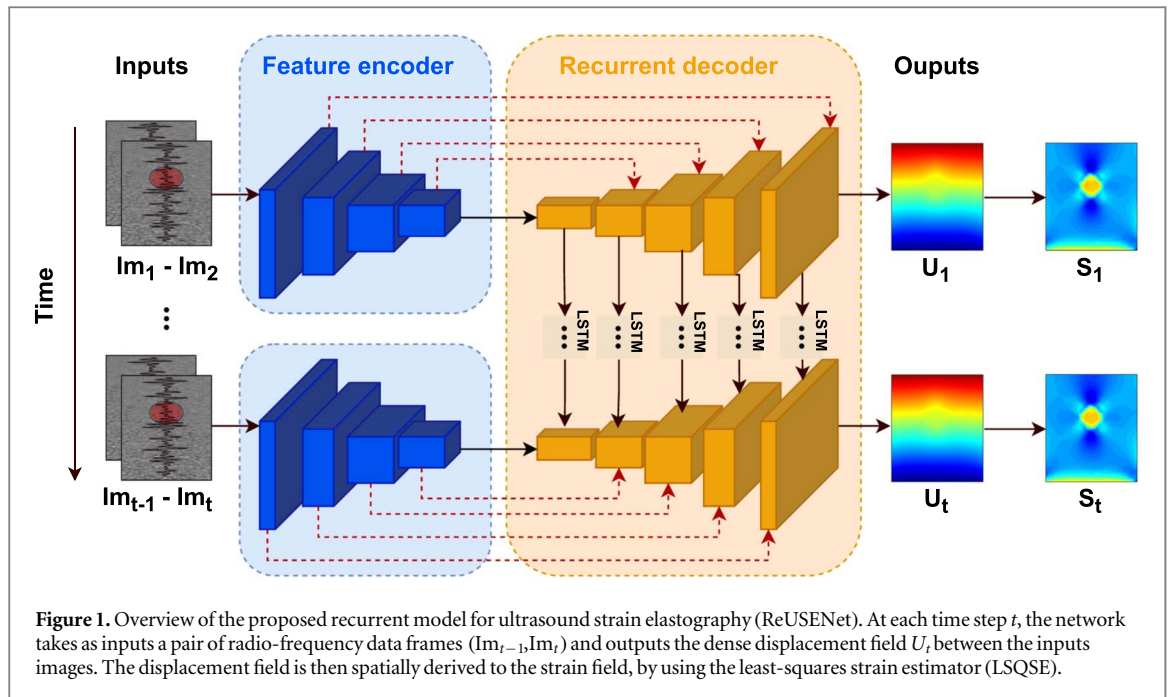 Inputs
Feature encoder
Recurrent decoder
Ouputs
Time
Im1 - Im2
...
LSTM
LSTM
LSTM
LSTM
LSTM
...
...
...
...
...
U1
S1
Imt-1 - Imt
Ut
St
Figure 1. Overview of the proposed recurrent model for ultrasound strain elastography (ReUSENet). At each time step t, the network
takes as inputs a pair of radio-frequency data frames (Imt−1,Imt) and outputs the dense displacement field Ut between the inputs
images. The displacement field is then spatially derived to the strain field, by using the least-squares strain estimator (LSQSE).